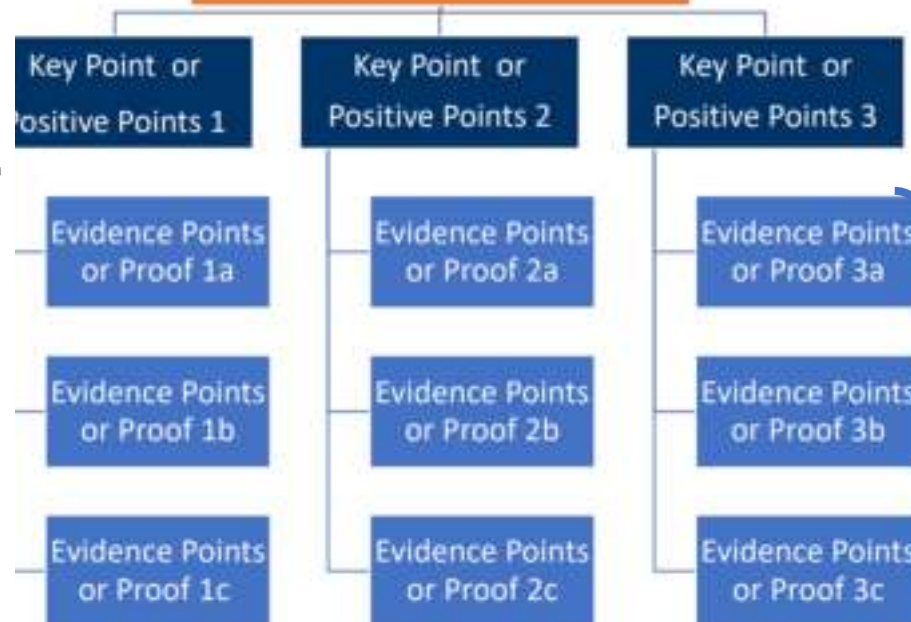 Key Point or
Positive Points 1
Key Point or
Positive Points 2
Key Point or
Positive Points 3
Evidence Points
or Proof 1a
Evidence Points
or Proof 2a
Evidence Points
or Proof 3a
Evidence Points
or Proof 1b
Evidence Points
or Proof 2b
Evidence Points
or Proof 3b
Evidence Points
or Proof 1c
Evidence Points
or Proof 2c
Evidence Points
or Proof 3c